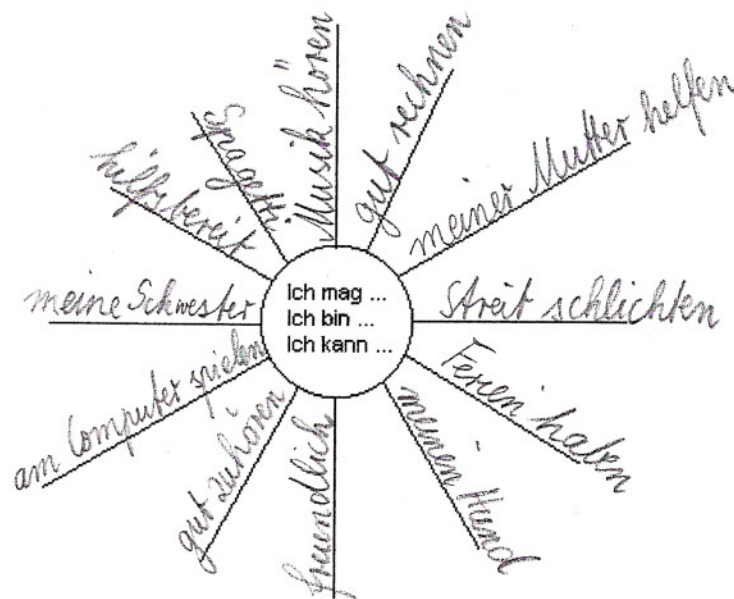 Ich mag ...
Ich bin ...
Ich kann ...
Musik hören
gut rechnen
meiner Mutter helfen
Streit schlichten
Ferien haben
meinen Hund
freundlich
gut zuhören
am Computer spielen
meine Schwester
hilfsbereit
Spagetti